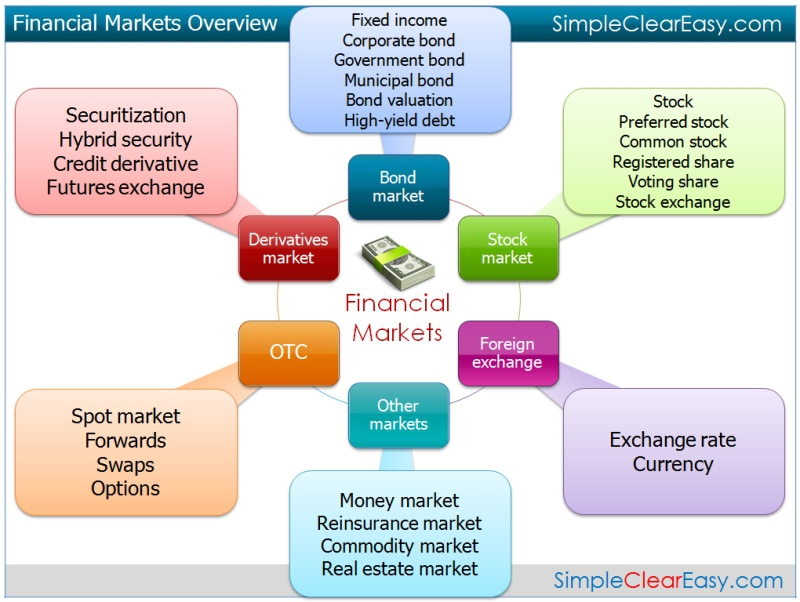 Financial Markets Overview
SimpleClearEasy.com
Fixed income
Corporate bond
Government bond
Municipal bond
Bond valuation
High-yield debt
Securitization
Hybrid security
Credit derivative
Futures exchange
Stock
Preferred stock
Common stock
Registered share
Voting share
Stock exchange
Bond
market
Derivatives
market
Stock
market
Financial
Markets
OTC
Foreign
exchange
Other
markets
Spot market
Forwards
Swaps
Options
Exchange rate
Currency
Money market
Reinsurance market
Commodity market
Real estate market
SimpleClearEasy.com